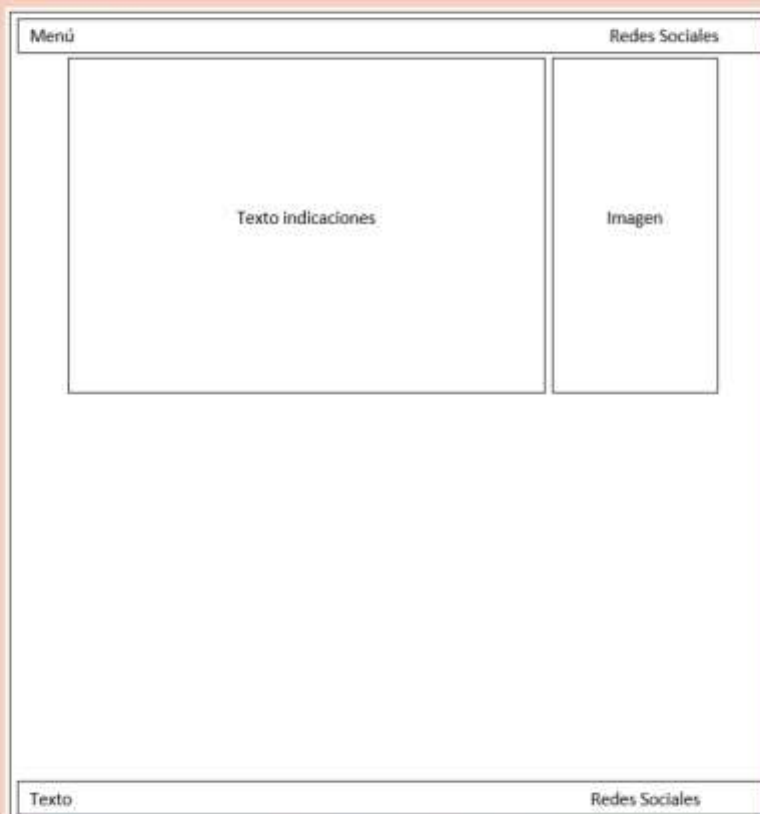 Menú Redes Sociales
Texto indicaciones Imagen
Texto Redes Sociales